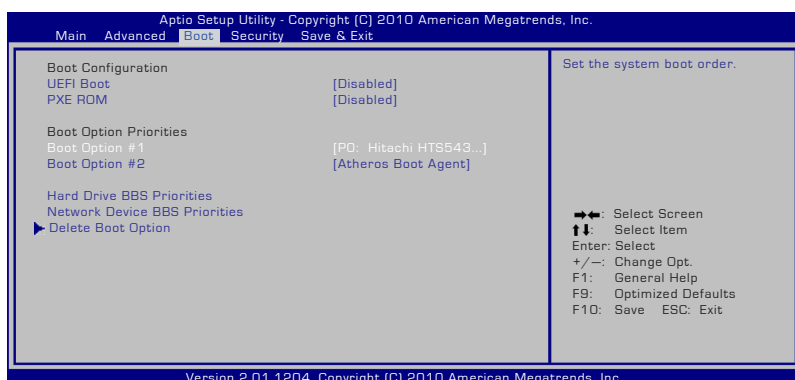 Aptio Setup Utility - Copyright (C) 2010 American Megatrends, Inc.
Main Advanced Boot Security Save & Exit
Boot Configuration
UEFI Boot [Disabled]
PXE ROM [Disabled]
Boot Option Priorities
Boot Option #1 [P0: Hitachi HTS543...]
Boot Option #2 [Atheros Boot Agent]
Hard Drive BBS Priorities
Network Device BBS Priorities
Delete Boot Option
Set the system boot order.
→←: Select Screen
↑↓: Select Item
Enter: Select
+/—: Change Opt.
F1: General Help
F9: Optimized Defaults
F10: Save ESC: Exit
Version 2.01.1204. Copyright (C) 2010 American Megatrends, Inc.